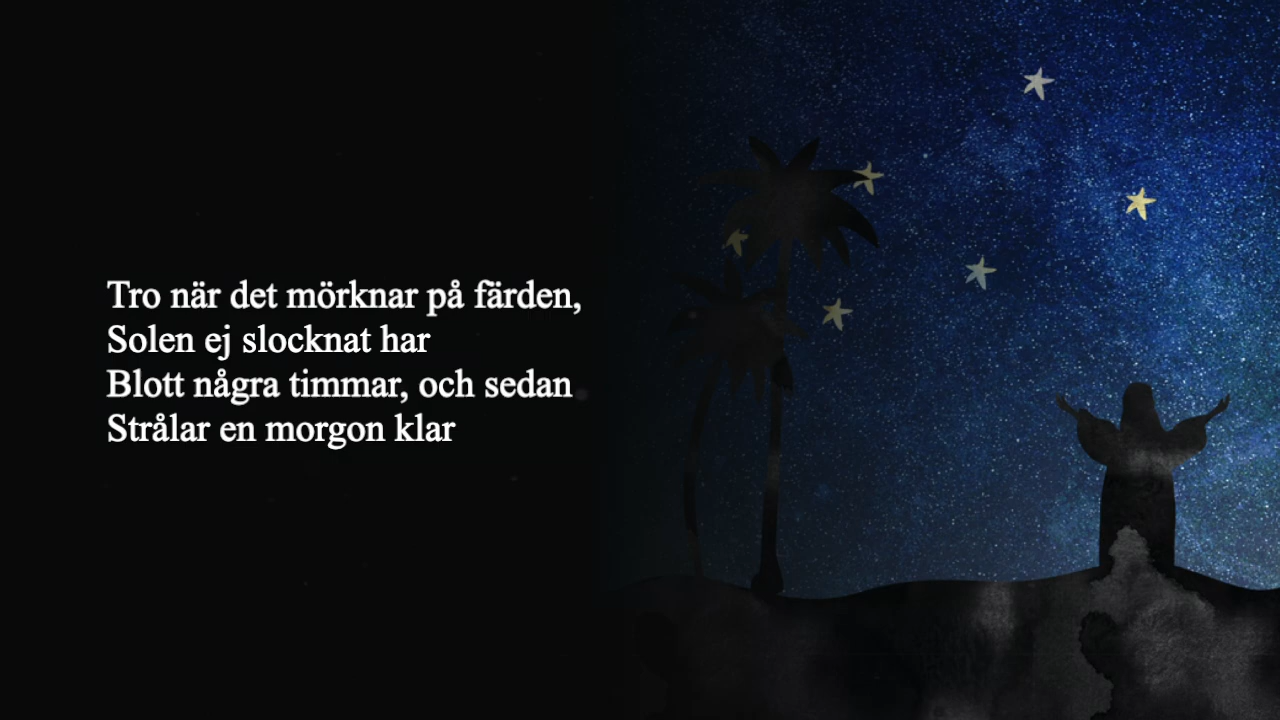 Tro när det mörknar på färden,
Solen ej slocknat har
Blott några timmar, och sedan
Strålar en morgon klar